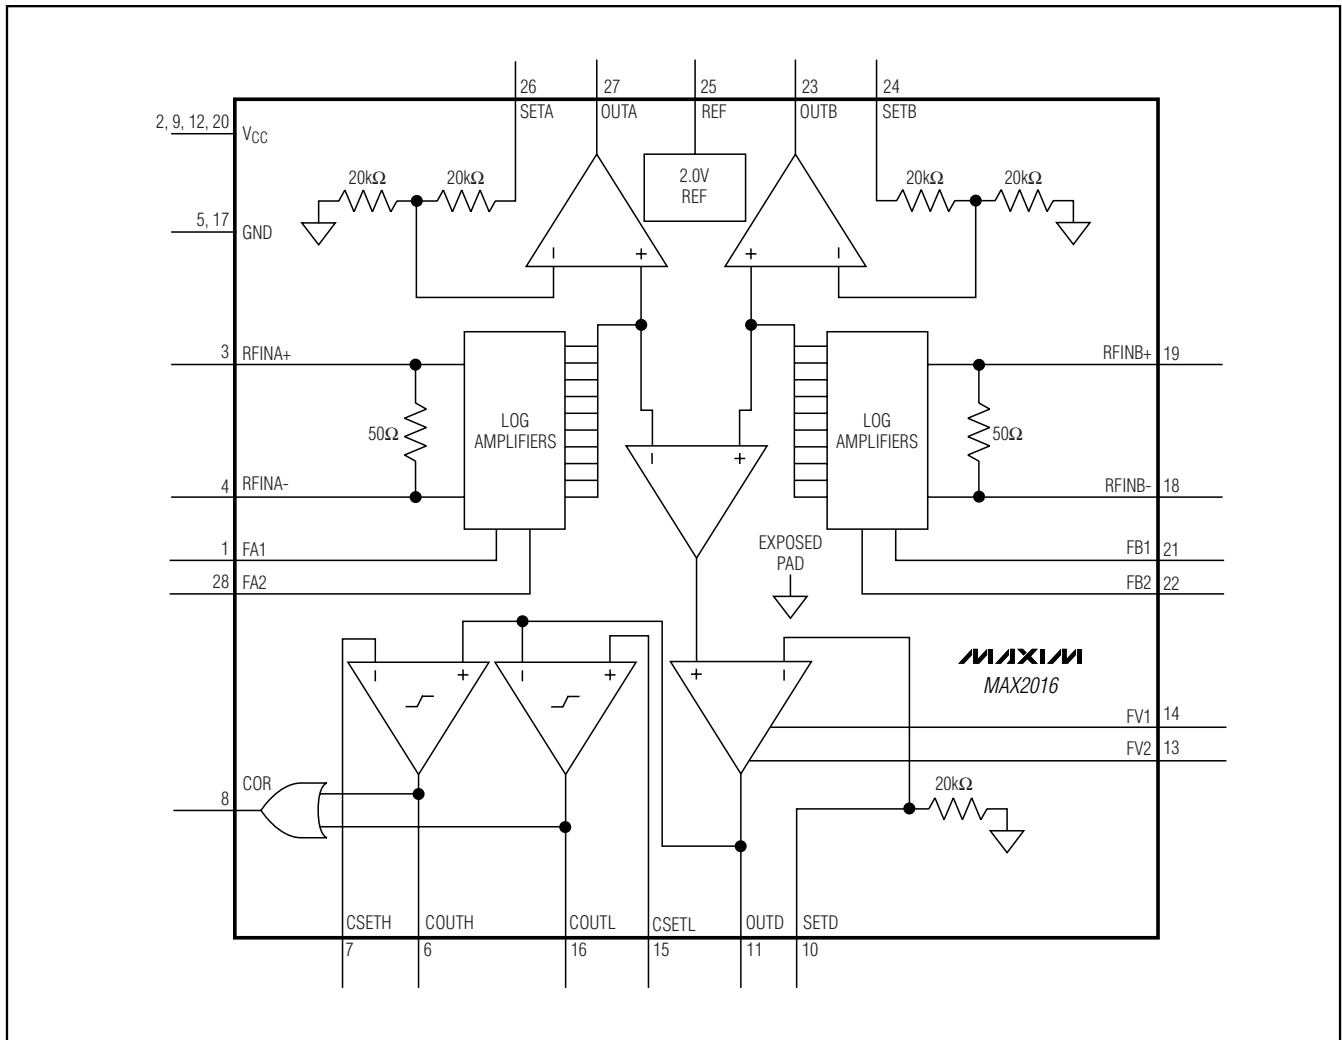 26 27 25 23 24
SETA OUTA REF OUTB SETB
2, 9, 12, 20 VCC
20kΩ 20kΩ
2.0V
REF
20kΩ 20kΩ
5, 17 GND
- + + -
3 RFINA+
RFINB+ 19
50Ω
LOG
AMPLIFIERS
LOG
AMPLIFIERS
50Ω
- +
4 RFINA-
RFINB- 18
EXPOSED
PAD
1 FA1
FB1 21
28 FA2
FB2 22
- + - + + -
MAXIM
MAX2016
FV1 14
FV2 13
COR
8
20kΩ
CSETH COUTH COUTL CSETL OUTD SETD
7 6 16 15 11 10